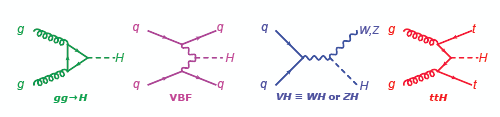 g q q q W,Z g t
H H H
g q q q H g t
gg→H VBF VH ≡ WH or ZH ttH